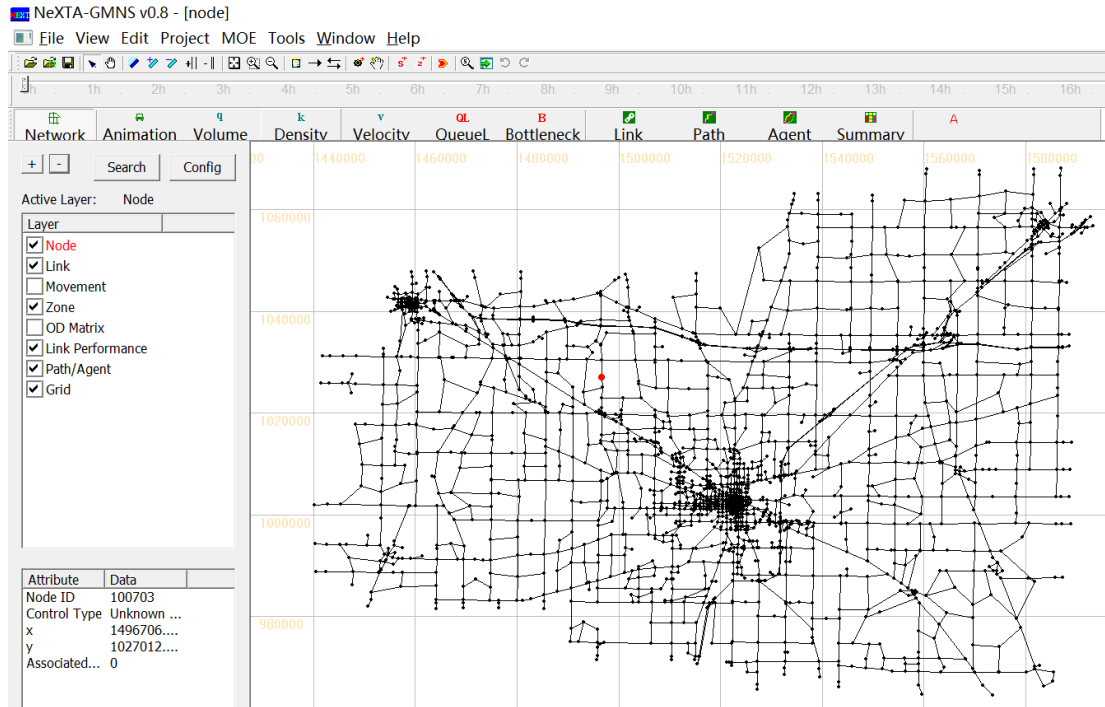 NeXTA-GMNS v0.8 - [node]
File View Edit Project MOE Tools Window Help
h 1h 2h 3h 4h 5h 6h 7h 8h 9h 10h 11h 12h 13h 14h 15h 16h
Network Animation Volume Density Velocity QueueL Bottleneck Link Path Agent Summary A
+ - Search Config
Active Layer: Node
Layer
Node
Link
Movement
Zone
OD Matrix
Link Performance
Path/Agent
Grid
Attribute Data
Node ID 100703
Control Type Unknown ...
x 1496706....
y 1027012....
Associated... 0
00 1440000 1460000 1480000 1500000 1520000 1540000 1560000 1580000
1060000
1040000
1020000
1000000
980000